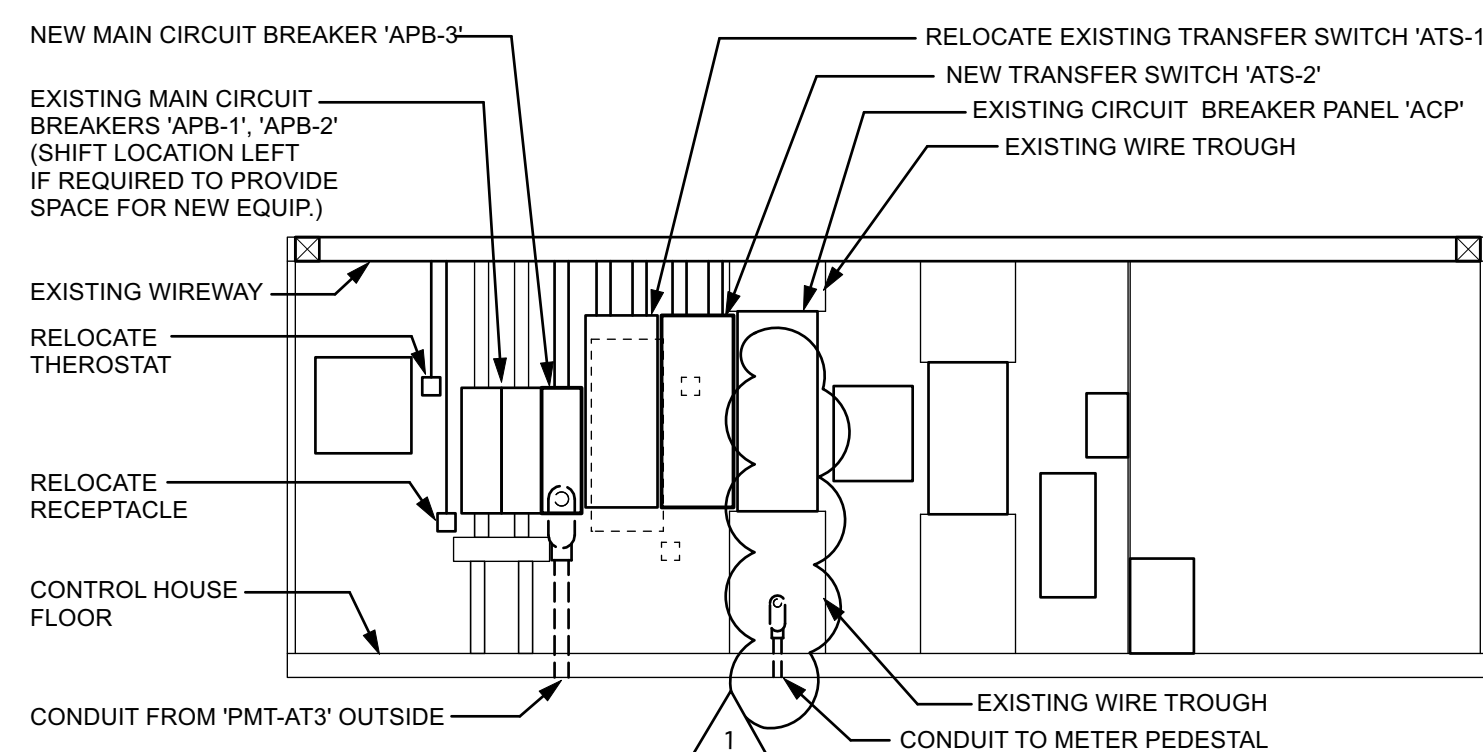 NEW MAIN CIRCUIT BREAKER 'APB-3'
EXISTING MAIN CIRCUIT
BREAKERS 'APB-1', 'APB-2'
(SHIFT LOCATION LEFT
IF REQUIRED TO PROVIDE
SPACE FOR NEW EQUIP.)
EXISTING WIREWAY
RELOCATE
THEROSTAT
RELOCATE
RECEPTACLE
CONTROL HOUSE
FLOOR
CONDUIT FROM 'PMT-AT3' OUTSIDE
RELOCATE EXISTING TRANSFER SWITCH 'ATS-1
NEW TRANSFER SWITCH 'ATS-2'
EXISTING CIRCUIT BREAKER PANEL 'ACP'
EXISTING WIRE TROUGH
EXISTING WIRE TROUGH
CONDUIT TO METER PEDESTAL
1